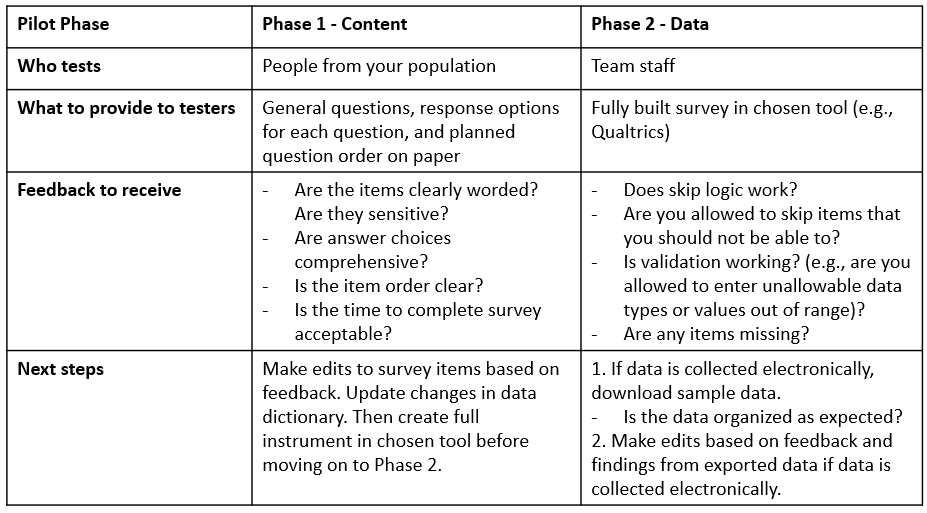 Pilot Phase
Phase 1 - Content
Phase 2 - Data
Who tests
People from your population
Team staff
What to provide to testers
General questions, response options
for each question, and planned
question order on paper
Fully built survey in chosen tool (e.g.,
Qualtrics)
Feedback to receive
- Are the items clearly worded?
Are they sensitive?
- Are answer choices
comprehensive?
- Is the item order clear?
- Is the time to complete survey
acceptable?
- Does skip logic work?
- Are you allowed to skip items that
you should not be able to?
- Is validation working? (e.g., are you
allowed to enter unallowable data
types or values out of range)?
- Are any items missing?
Next steps
Make edits to survey items based on
feedback. Update changes in data
dictionary. Then create full
instrument in chosen tool before
moving on to Phase 2.
1. If data is collected electronically,
download sample data.
- Is the data organized as expected?
2. Make edits based on feedback and
findings from exported data if data is
collected electronically.